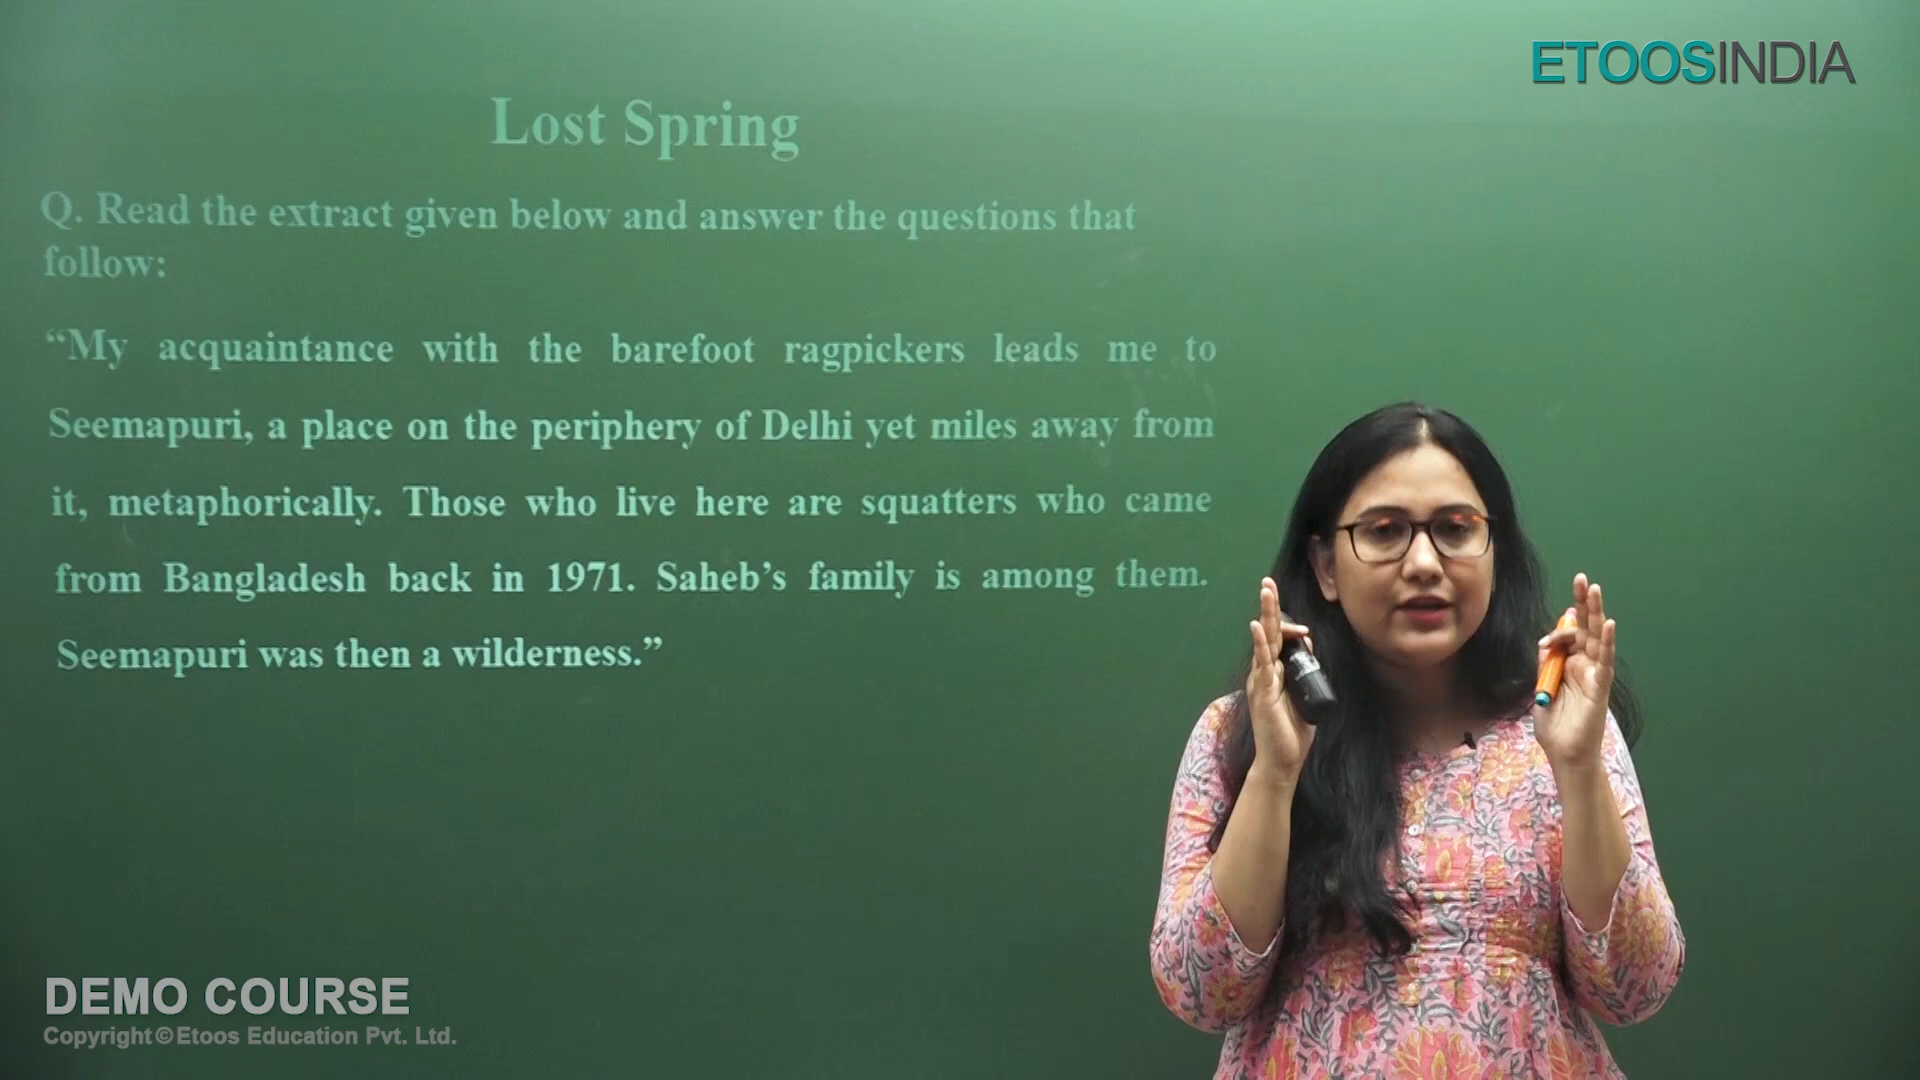 ETOOSINDIA
Lost Spring
Q. Read the extract given below and answer the questions that
follow:
“My acquaintance with the barefoot ragpickers leads me to
Seemapuri, a place on the periphery of Delhi yet miles away from
it, metaphorically. Those who live here are squatters who came
from Bangladesh back in 1971. Saheb’s family is among them.
Seemapuri was then a wilderness.”
DEMO COURSE
Copyright © Etoos Education Pvt. Ltd.